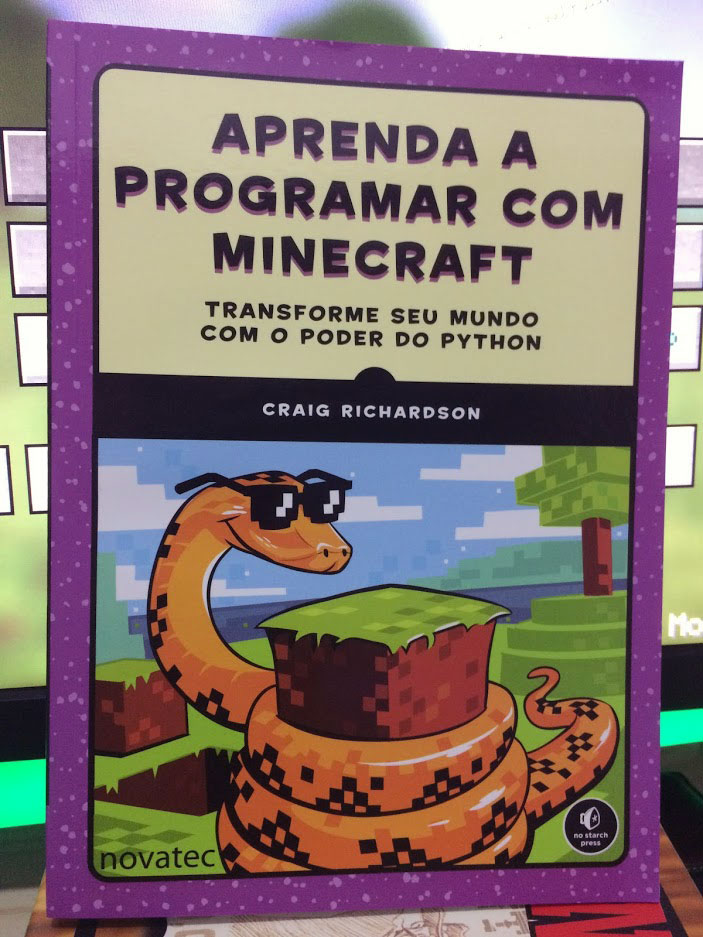 APRENDA A
PROGRAMAR COM
MINECRAFT
TRANSFORME SEU MUNDO
COM O PODER DO PYTHON
CRAIG RICHARDSON
novatec
no starch
press